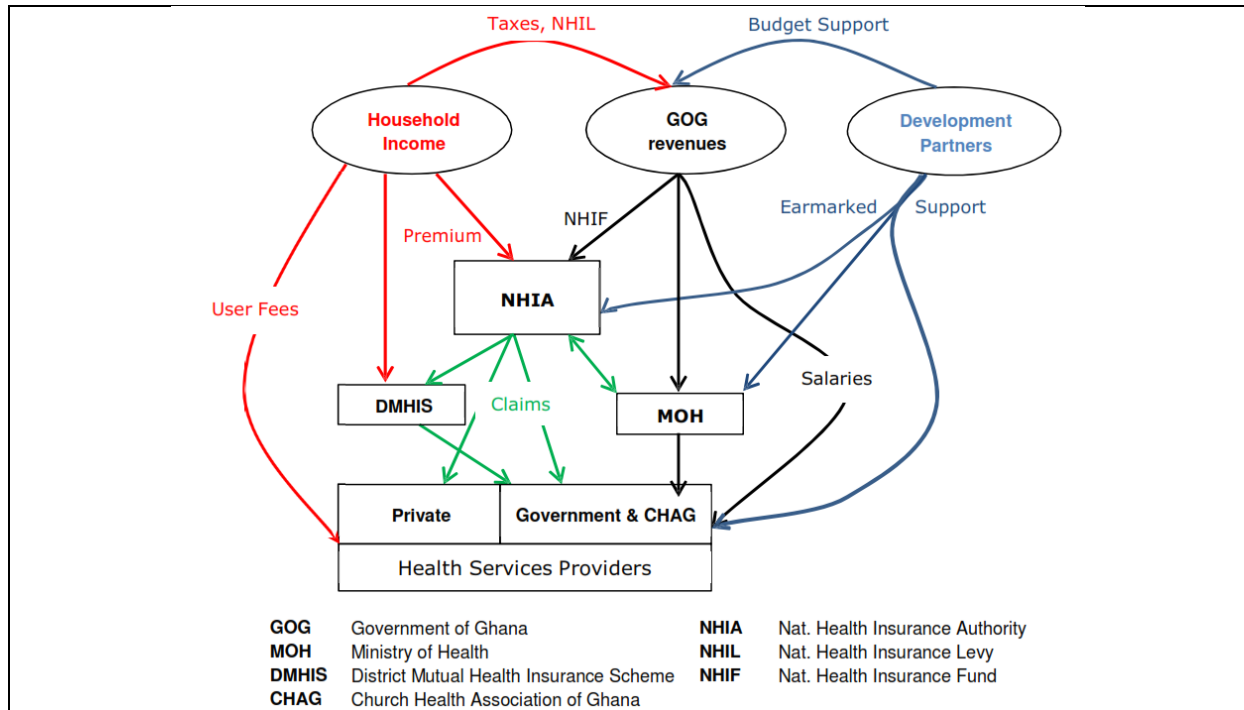 Taxes, NHIL
Budget Support
Household
Income
GOG
revenues
Development
Partners
NHIF
Earmarked Support
Premium
NHIA
User Fees
Salaries
DMHIS
Claims
MOH
Private
Government & CHAG
Health Services Providers
GOG Government of Ghana
MOH Ministry of Health
DMHIS District Mutual Health Insurance Scheme
CHAG Church Health Association of Ghana
NHIA Nat. Health Insurance Authority
NHIL Nat. Health Insurance Levy
NHIF Nat. Health Insurance Fund